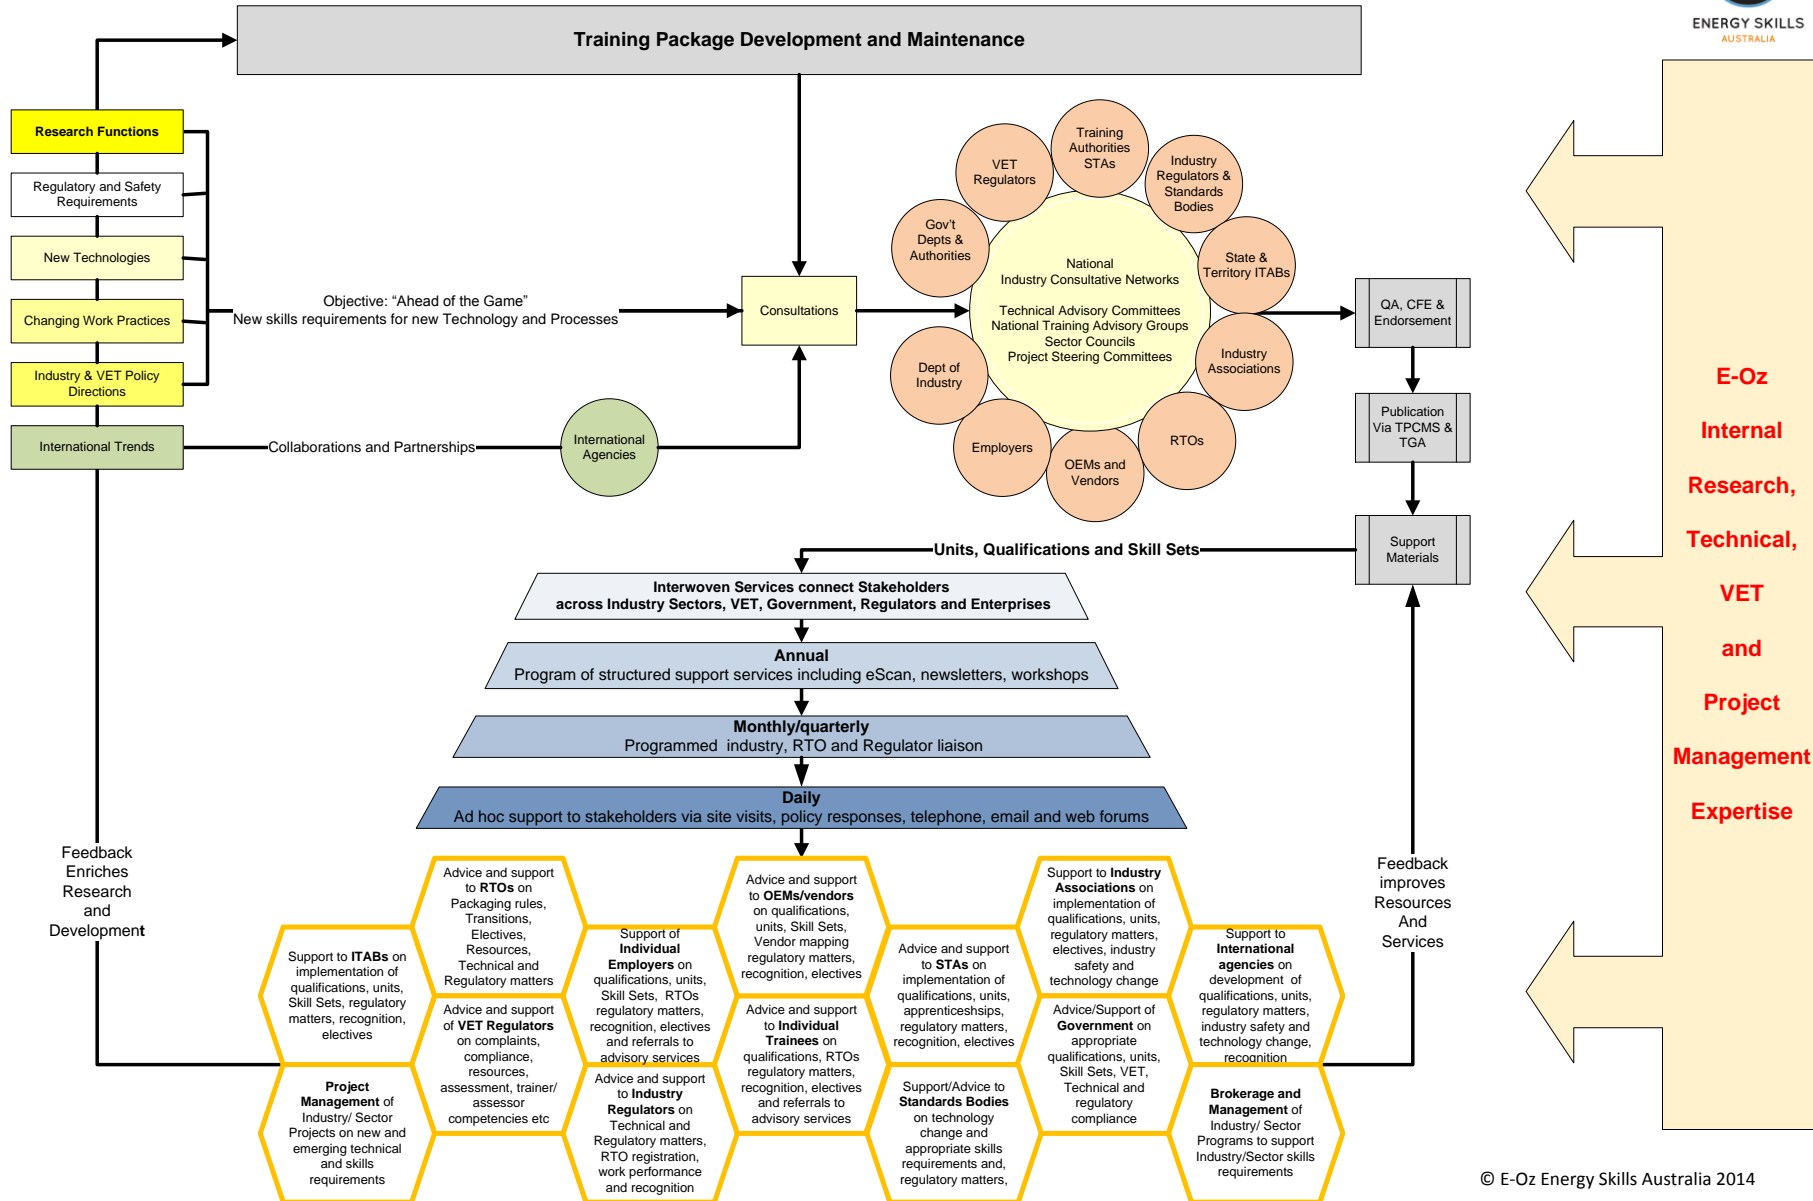 ENERGY SKILLS
AUSTRALIA
Training Package Development and Maintenance
Research Functions
Regulatory and Safety
Requirements
New Technologies
Changing Work Practices
Industry & VET Policy
Directions
International Trends
Objective: “Ahead of the Game”
New skills requirements for new Technology and Processes
Collaborations and Partnerships
International
Agencies
Consultations
Training
Authorities
STAs
VET
Regulators
Industry
Regulators &
Standards
Bodies
Gov’t
Depts &
Authorities
State &
Territory ITABs
National
Industry Consultative Networks
Technical Advisory Committees
National Training Advisory Groups
Sector Councils
Project Steering Committees
Dept of
Industry
Industry
Associations
Employers
OEMs and
Vendors
RTOs
QA, CFE &
Endorsement
Publication
Via TPCMS &
TGA
Support
Materials
Units, Qualifications and Skill Sets
Interwoven Services connect Stakeholders
across Industry Sectors, VET, Government, Regulators and Enterprises
Annual
Program of structured support services including eScan, newsletters, workshops
Monthly/quarterly
Programmed  industry, RTO and Regulator liaison
Daily
Ad hoc support to stakeholders via site visits, policy responses, telephone, email and web forums
Feedback
Enriches
Research
and
Development
Feedback
improves
Resources
And
Services
Support to ITABs on
implementation of
qualifications, units,
Skill Sets, regulatory
matters, recognition,
electives
Advice and support
to RTOs on
Packaging rules,
Transitions,
Electives,
Resources,
Technical and
Regulatory matters
Support of
Individual
Employers on
qualifications, units,
Skill Sets,  RTOs
regulatory matters,
recognition, electives
and referrals to
advisory services
Advice and support
to OEMs/vendors
on qualifications,
units, Skill Sets,
Vendor mapping
regulatory matters,
recognition, electives
Advice and support
to STAs on
implementation of
qualifications, units,
apprenticeshsips,
regulatory matters,
recognition, electives
Support to Industry
Associations on
implementation of
qualifications, units,
regulatory matters,
electives, industry
safety and
technology change
Support to
International
agencies on
development  of
qualifications, units,
regulatory matters,
industry safety and
technology change,
recognition
Project
Management of
Industry/ Sector
Projects on new and
emerging technical
and skills
requirements
Advice and support
of VET Regulators
on complaints,
compliance,
resources,
assessment, trainer/
assessor
competencies etc
Advice and support
to Industry
Regulators on
Technical and
Regulatory matters,
RTO registration,
work performance
and recognition
Advice and support
to Individual
Trainees on
qualifications, RTOs
regulatory matters,
recognition, electives
and referrals to
advisory services
Support/Advice to
Standards Bodies
on technology
change and
appropriate skills
requirements and,
regulatory matters,
Advice/Support of
Government on
appropriate
qualifications, units,
Skill Sets, VET,
Technical and
regulatory
compliance
Brokerage and
Management of
Industry/ Sector
Programs to support
Industry/Sector skills
requirements
E-Oz
Internal
Research,
Technical,
VET
and
Project
Management
Expertise
© E-Oz Energy Skills Australia 2014